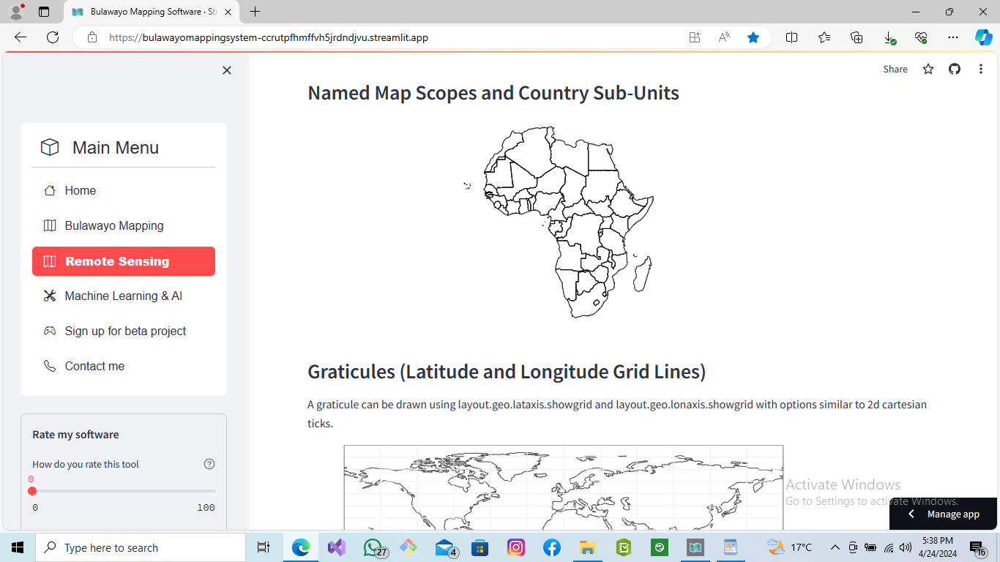 Bulawayo Mapping Software · Str
https://bulawayomappingsystem-ccrutpfhmffvh5jrdndjvu.streamlit.app
Share
Main Menu
Home
Bulawayo Mapping
Remote Sensing
Machine Learning & AI
Sign up for beta project
Contact me
Rate my software
How do you rate this tool
0
0
100
Named Map Scopes and Country Sub-Units
Graticules (Latitude and Longitude Grid Lines)
A graticule can be drawn using layout.geo.lataxis.showgrid and layout.geo.lonaxis.showgrid with options similar to 2d cartesian
ticks.
Activate Windows
Go to Settings to activate Windows.
Manage app
Type here to search
27
4
17°C
5:38 PM
4/24/2024
16